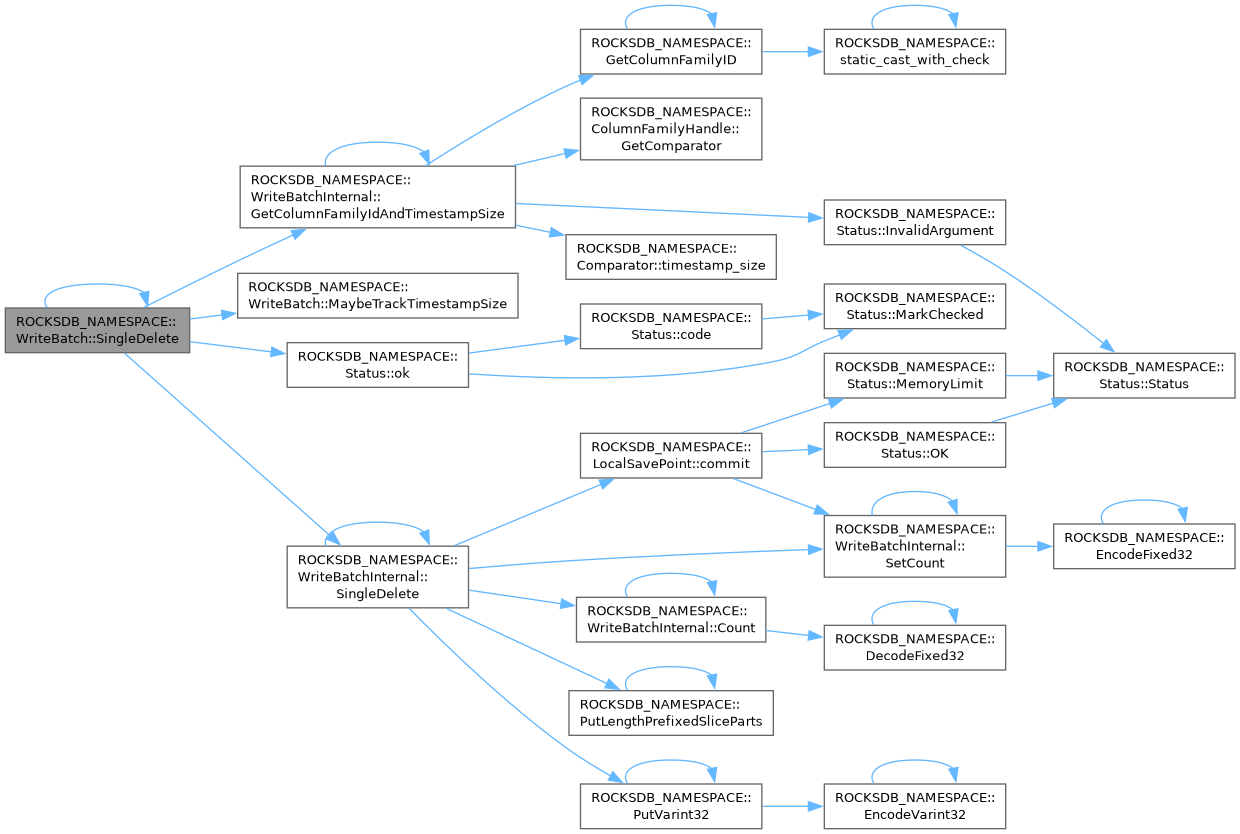 ROCKSDB_NAMESPACE::
WriteBatch::SingleDelete
ROCKSDB_NAMESPACE::
WriteBatchInternal::
GetColumnFamilyIdAndTimestampSize
ROCKSDB_NAMESPACE::
WriteBatch::MaybeTrackTimestampSize
ROCKSDB_NAMESPACE::
Status::ok
ROCKSDB_NAMESPACE::
WriteBatchInternal::
SingleDelete
ROCKSDB_NAMESPACE::
GetColumnFamilyID
ROCKSDB_NAMESPACE::
ColumnFamilyHandle::
GetComparator
ROCKSDB_NAMESPACE::
Comparator::timestamp_size
ROCKSDB_NAMESPACE::
Status::code
ROCKSDB_NAMESPACE::
LocalSavePoint::commit
ROCKSDB_NAMESPACE::
WriteBatchInternal::Count
ROCKSDB_NAMESPACE::
PutLengthPrefixedSliceParts
ROCKSDB_NAMESPACE::
PutVarint32
ROCKSDB_NAMESPACE::
static_cast_with_check
ROCKSDB_NAMESPACE::
Status::InvalidArgument
ROCKSDB_NAMESPACE::
Status::MarkChecked
ROCKSDB_NAMESPACE::
Status::MemoryLimit
ROCKSDB_NAMESPACE::
Status::OK
ROCKSDB_NAMESPACE::
WriteBatchInternal::
SetCount
ROCKSDB_NAMESPACE::
DecodeFixed32
ROCKSDB_NAMESPACE::
EncodeVarint32
ROCKSDB_NAMESPACE::
Status::Status
ROCKSDB_NAMESPACE::
EncodeFixed32